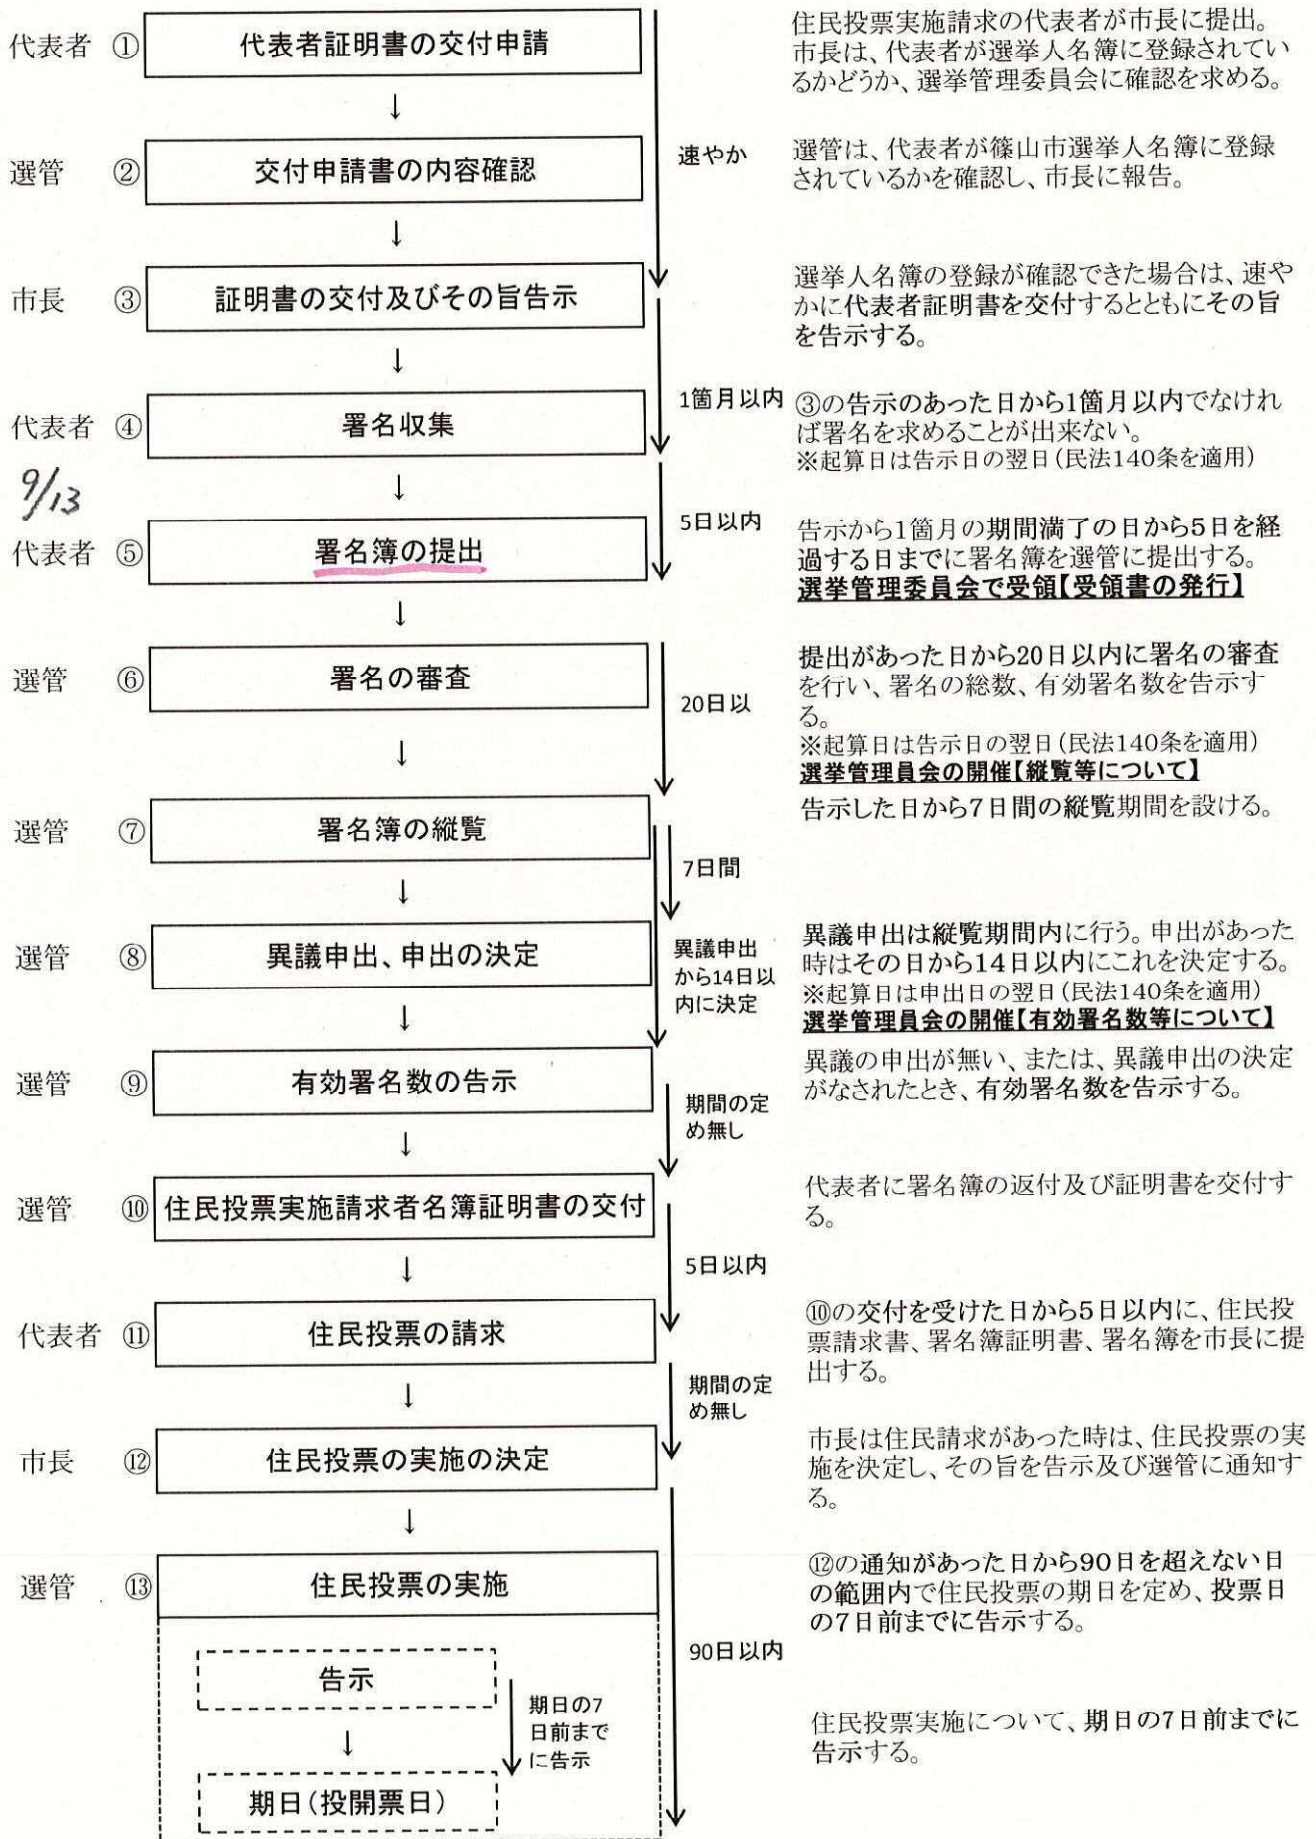 代表者 ① 代表者証明書の交付申請
住民投票実施請求の代表者が市長に提出。
市長は、代表者が選挙人名簿に登録されてい
るかどうか、選挙管理委員会に確認を求める。
↓
速やか
選管 ② 交付申請書の内容確認
選管は、代表者が篠山市選挙人名簿に登録
されているかを確認し、市長に報告。
↓
市長 ③ 証明書の交付及びその旨告示
選挙人名簿の登録が確認できた場合は、速や
かに代表者証明書を交付するとともにその旨
を告示する。
↓
1箇月以内
代表者 ④ 署名収集
③の告示のあった日から1箇月以内でなけれ
ば署名を求めることが出来ない。
※起算日は告示日の翌日(民法140条を適用)
↓
9/13
5日以内
代表者 ⑤ 署名簿の提出
告示から1箇月の期間満了の日から5日を経
過する日までに署名簿を選管に提出する。
選挙管理委員会で受領【受領書の発行】
↓
選管 ⑥ 署名の審査
20日以
提出があった日から20日以内に署名の審査
を行い、署名の総数、有効署名数を告示す
る。
※起算日は告示日の翌日(民法140条を適用)
選挙管理員会の開催【縦覧等について】
↓
選管 ⑦ 署名簿の縦覧
告示した日から7日間の縦覧期間を設ける。
7日間
↓
選管 ⑧ 異議申出、申出の決定
異議申出
から14日以
内に決定
異議申出は縦覧期間内に行う。申出があった
時はその日から14日以内にこれを決定する。
※起算日は申出日の翌日(民法140条を適用)
選挙管理員会の開催【有効署名数等について】
↓
選管 ⑨ 有効署名数の告示
異議の申出が無い、または、異議申出の決定
がなされたとき、有効署名数を告示する。
期間の定
め無し
↓
選管 ⑩ 住民投票実施請求者名簿証明書の交付
代表者に署名簿の返付及び証明書を交付す
る。
↓
5日以内
代表者 ⑪ 住民投票の請求
⑩の交付を受けた日から5日以内に、住民投
票請求書、署名簿証明書、署名簿を市長に提
出する。
期間の定
め無し
↓
市長 ⑫ 住民投票の実施の決定
市長は住民請求があった時は、住民投票の実
施を決定し、その旨を告示及び選管に通知す
る。
↓
選管 ⑬ 住民投票の実施
⑫の通知があった日から90日を超えない日
の範囲内で住民投票の期日を定め、投票日
の7日前までに告示する。
90日以内
告示
↓
期日の7
日前まで
に告示
住民投票実施について、期日の7日前までに
告示する。
期日(投開票日)